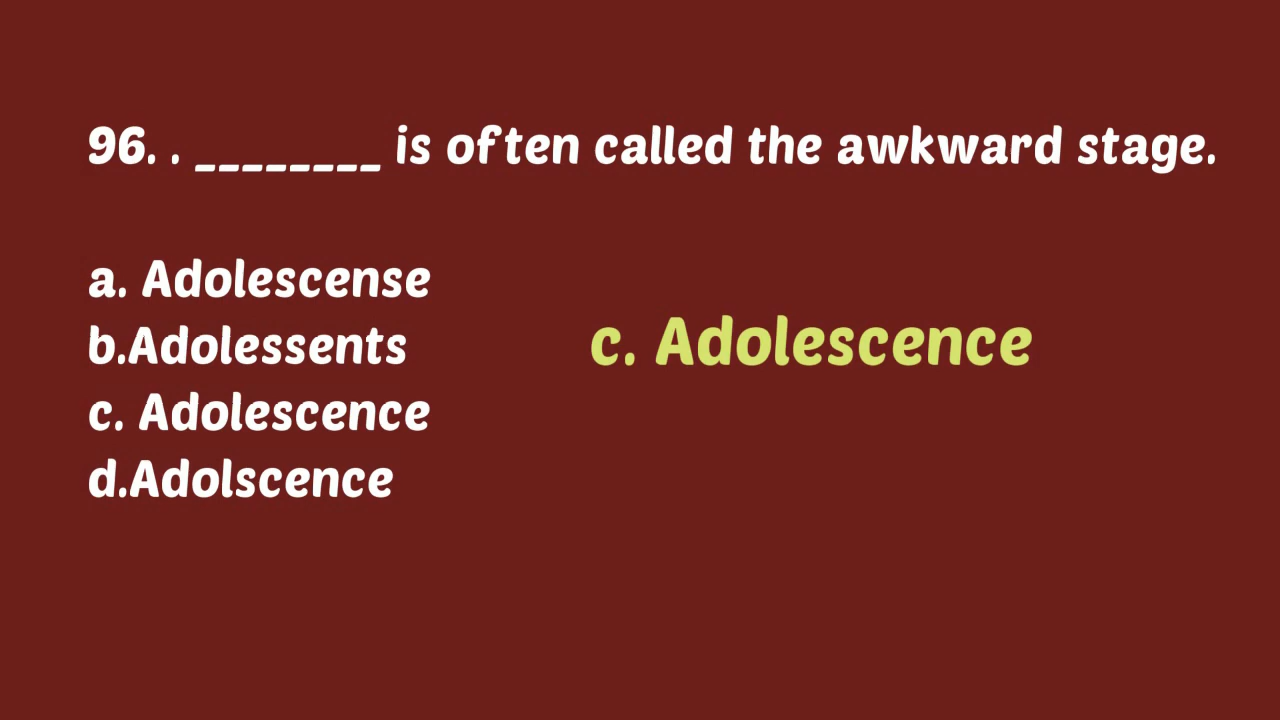 96. . ________ is often called the awkward stage.
a. Adolescense
b.Adolessents
c. Adolescence
d.Adolscence
c. Adolescence